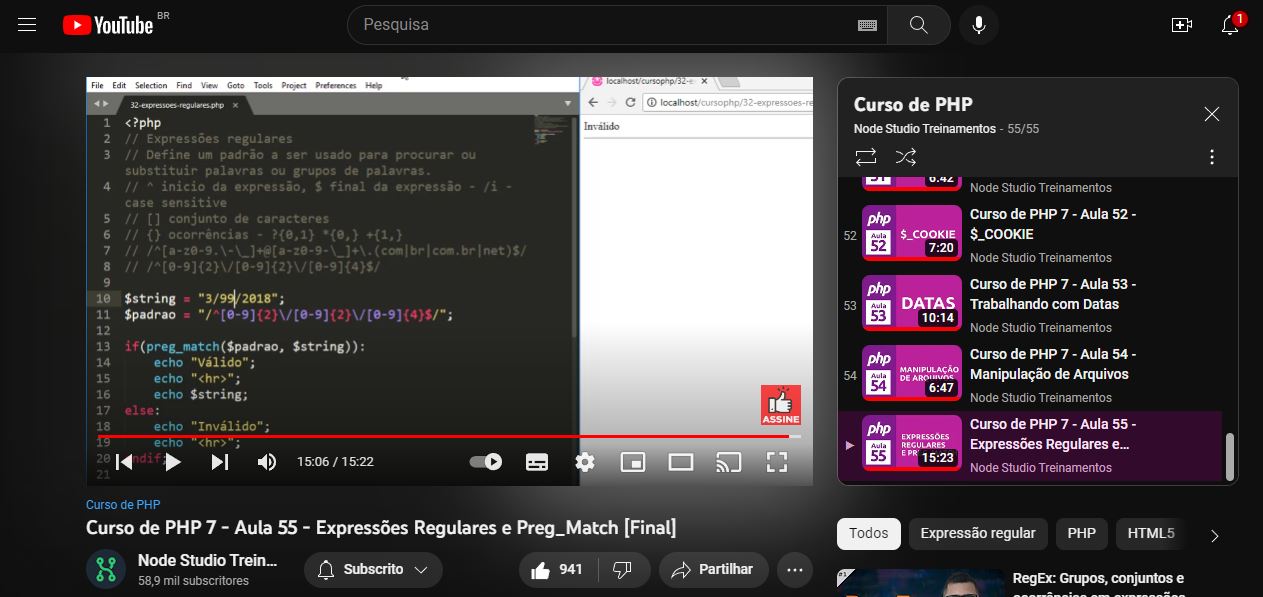 YouTube BR
Pesquisa
1
File Edit Selection Find View Goto Tools Project Preferences Help
32-expressoes-regulares.php ×
1 <?php
2 // Expressões regulares
3 // Define um padrão a ser usado para procurar ou
substituir palavras ou grupos de palavras.
4 // ^ inicio da expressão, $ final da expressão - /i -
case sensitive
5 // [] conjunto de caracteres
6 // {} ocorrências - ?{0,1} *{0,} +{1,}
7 // /^[a-z0-9.\-\_]+@[a-z0-9-\_]+\.(com|br|com.br|net)$/
8 // /^[0-9]{2}\/[0-9]{2}\/[0-9]{4}$/
9
10 $string = "3/99/2018";
11 $padrao = "/^[0-9]{2}\/[0-9]{2}\/[0-9]{4}$/";
12
13 if(preg_match($padrao, $string)):
14 echo "Válido";
15 echo "<hr>";
16 echo $string;
17 else:
18 echo "Inválido";
19 echo "<hr>";
20 endif;
21
localhost/cursophp/32-e ×
localhost/cursophp/32-expressoes-re
Inválido
ASSINE
15:06 / 15:22
Curso de PHP
Curso de PHP 7 - Aula 55 - Expressões Regulares e Preg_Match [Final]
Node Studio Trein...
58,9 mil subscritores
Subscrito
941
Partilhar
Curso de PHP
Node Studio Treinamentos - 55/55
51
6:42
Node Studio Treinamentos
52
php
Aula
52
$_COOKIE
7:20
Curso de PHP 7 - Aula 52 -
$_COOKIE
Node Studio Treinamentos
53
php
Aula
53
DATAS
10:14
Curso de PHP 7 - Aula 53 -
Trabalhando com Datas
Node Studio Treinamentos
54
php
Aula
54
MANIPULAÇÃO
DE ARQUIVOS
6:47
Curso de PHP 7 - Aula 54 -
Manipulação de Arquivos
Node Studio Treinamentos
php
Aula
55
EXPRESSÕES
REGULARES
E PR
15:23
Curso de PHP 7 - Aula 55 -
Expressões Regulares e...
Node Studio Treinamentos
Todos
Expressão regular
PHP
HTML5
#1
RegEx: Grupos, conjuntos e
ocorrências em expressões